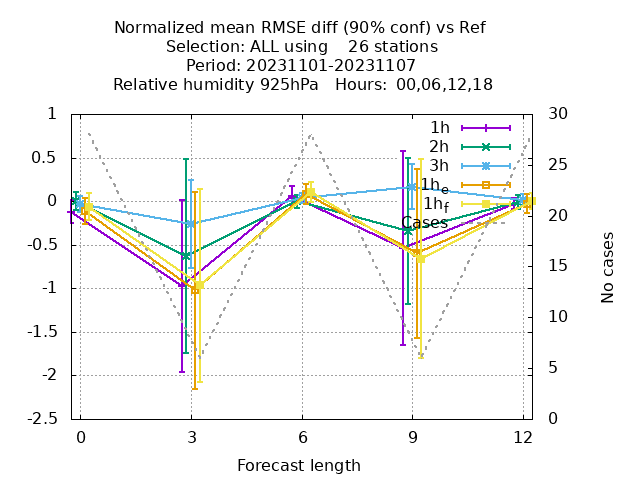 Normalized mean RMSE diff (90% conf) vs Ref
Selection: ALL using    26 stations
Period: 20231101-20231107
Relative humidity 925hPa   Hours: 00,06,12,18
1
0.5
0
-0.5
-1
-1.5
-2
-2.5
30
25
20
15
10
5
0
1h
2h
3h
1h_e
1h_f
Cases
No cases
0 3 6 9 12
Forecast length